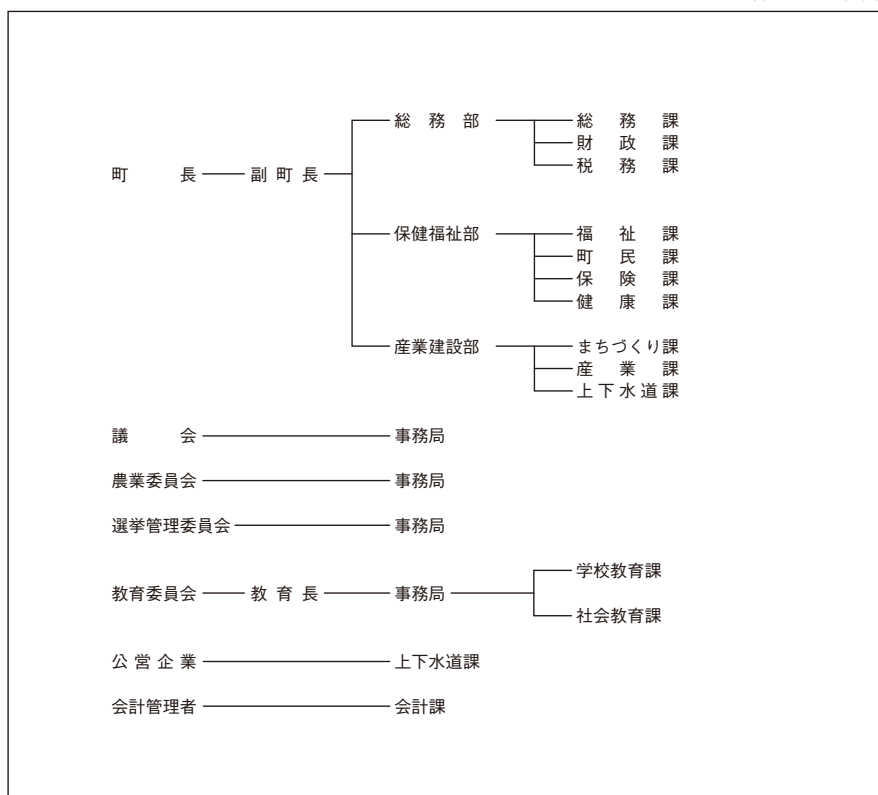 総務部 総務課
財政課
町長 副町長 税務課
保健福祉部 福祉課
町民課
保険課
健康課
産業建設部 まちづくり課
産業課
上下水道課
議会 事務局
農業委員会 事務局
選挙管理委員会 事務局
学校教育課
教育委員会 教育長 事務局
社会教育課
公営企業 上下水道課
会計管理者 会計課